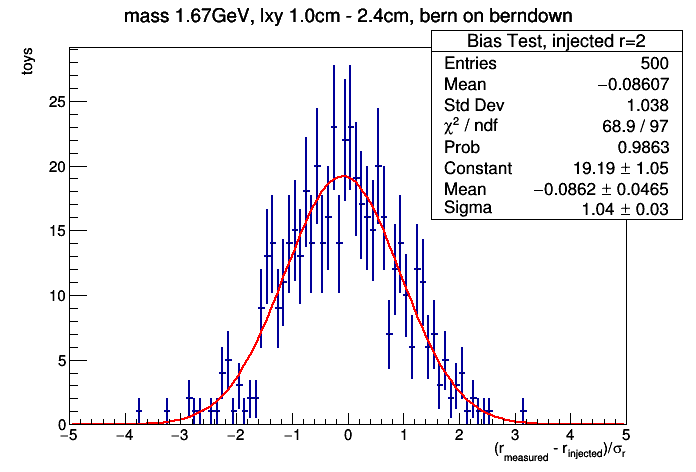 mass 1.67GeV, lxy 1.0cm - 2.4cm, bern on berndown
Bias Test, injected r=2
Entries 500
Mean −0.08607
Std Dev 1.038
χ² / ndf 68.9 / 97
Prob 0.9863
Constant 19.19 ± 1.05
Mean −0.0862 ± 0.0465
Sigma 1.04 ± 0.03
toys
25
20
15
10
5
0
−5 −4 −3 −2 −1 0 1 2 3 4 5
(r_measured - r_injected)/σ_r